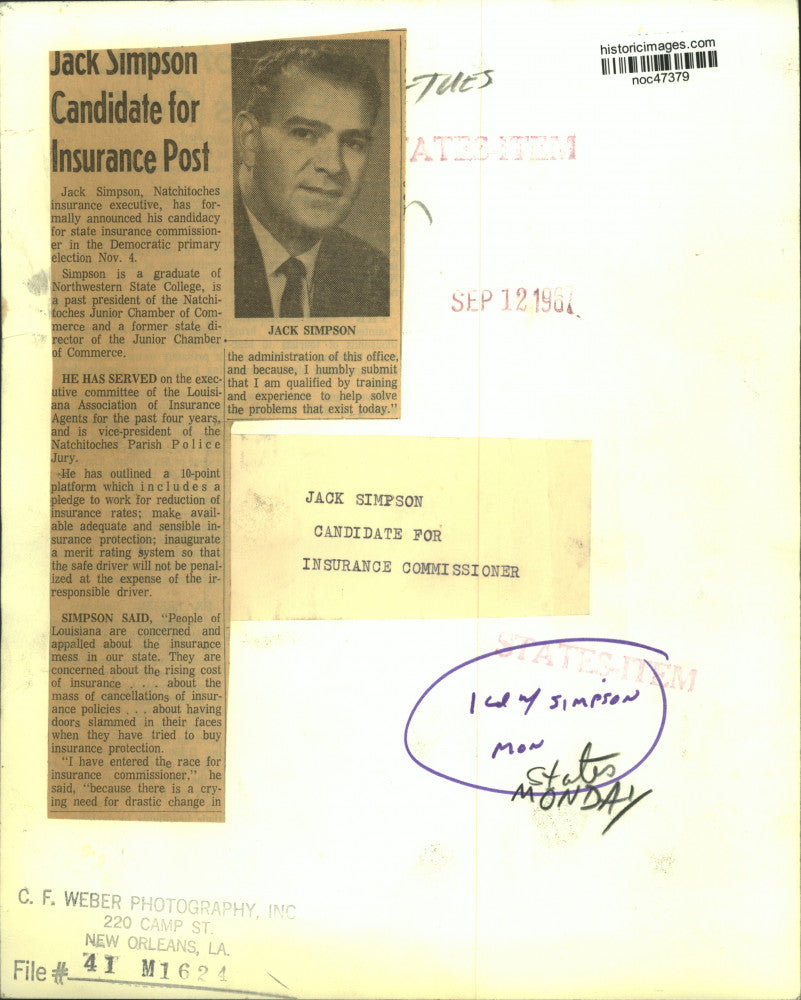 Jack Simpson
Candidate for
Insurance Post
Jack Simpson, Natchitoches
insurance executive, has for-
mally announced his candidacy
for state insurance commission-
er in the Democratic primary
election Nov. 4.
Simpson is a graduate of
Northwestern State College, is
a past president of the Natchi-
toches Junior Chamber of Com-
merce and a former state di-
rector of the Junior Chamber
of Commerce.
HE HAS SERVED on the exec-
utive committee of the Louisi-
ana Association of Insurance
Agents for the past four years,
and is vice-president of the
Natchitoches Parish Police
Jury.
He has outlined a 10-point
platform which includes a
pledge to work for reduction of
insurance rates; make avail-
able adequate and sensible in-
surance protection; inaugurate
a merit rating system so that
the safe driver will not be penal-
ized at the expense of the ir-
responsible driver.
SIMPSON SAID, "People of
Louisiana are concerned and
appalled about the insurance
mess in our state. They are
concerned about the rising cost
of insurance . . . about the
mass of cancellations of insur-
ance policies . . . about having
doors slammed in their faces
when they have tried to buy
insurance protection.
"I have entered the race for
insurance commissioner," he
said, "because there is a cry-
ing need for drastic change in
JACK SIMPSON
the administration of this office,
and because, I humbly submit
that I am qualified by training
and experience to help solve
the problems that exist today."
-TUES
historicimages.com
noc47379
ATES-ITEM
SEP 12 1967
JACK SIMPSON
CANDIDATE FOR
INSURANCE COMMISSIONER
STATES-ITEM
1 col w/ SIMPSON
MON
States
MONDAY
C. F. WEBER PHOTOGRAPHY, INC
220 CAMP ST.
NEW ORLEANS, LA.
File # 41 M1624